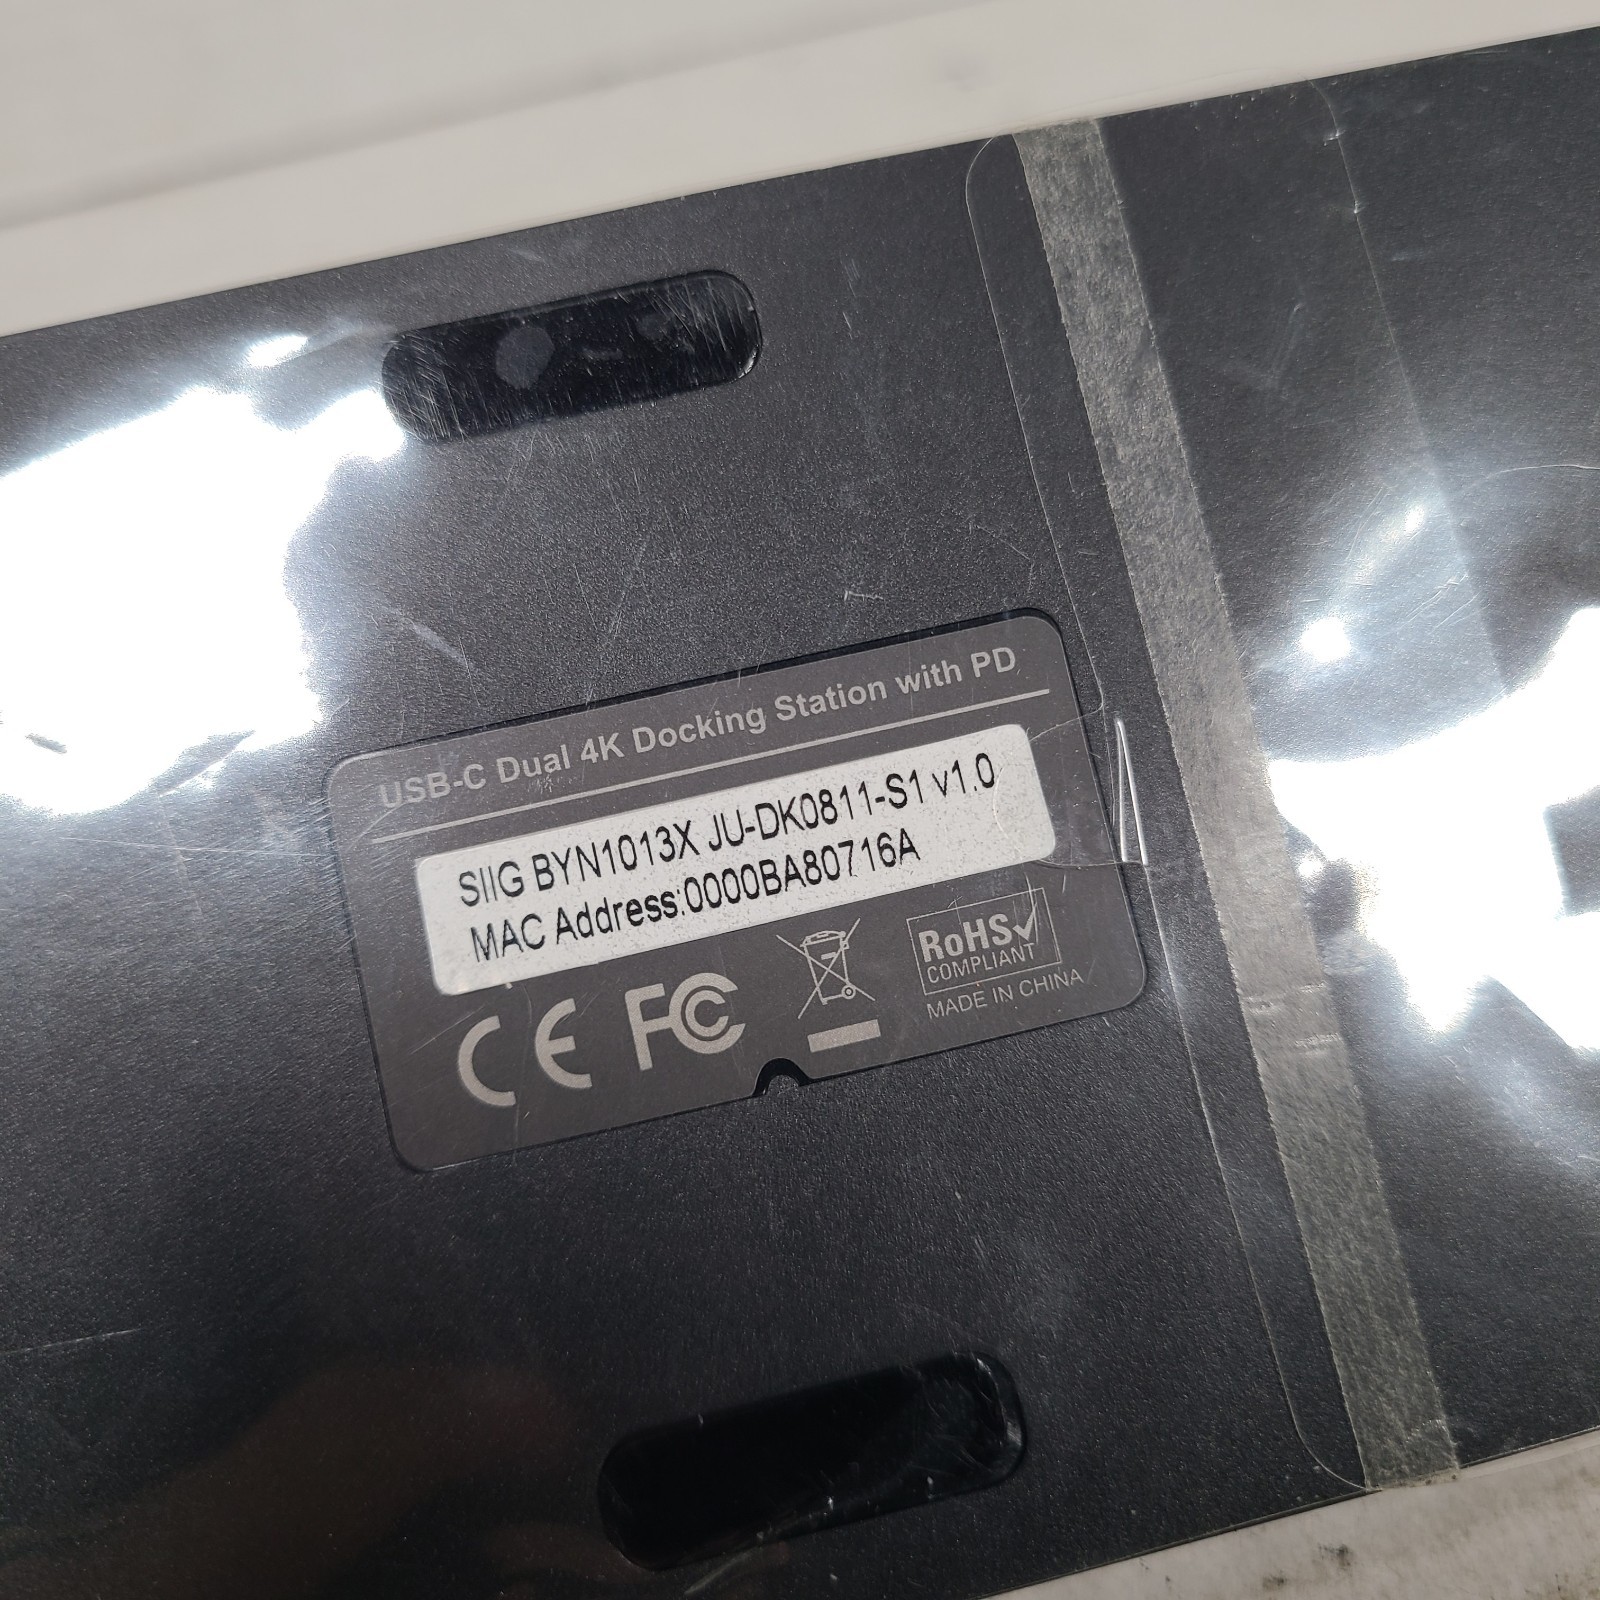 USB-C Dual 4K Docking Station with PD
SIIG BYN1013X JU-DK0811-S1 v1.0
MAC Address:0000BA80716A
CE FC
RoHS✓
COMPLIANT
MADE IN CHINA